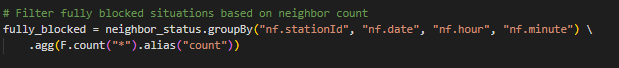 # Filter fully blocked situations based on neighbor count
fully_blocked = neighbor_status.groupBy("nf.stationId", "nf.date", "nf.hour", "nf.minute") \
    .agg(F.count("*").alias("count"))